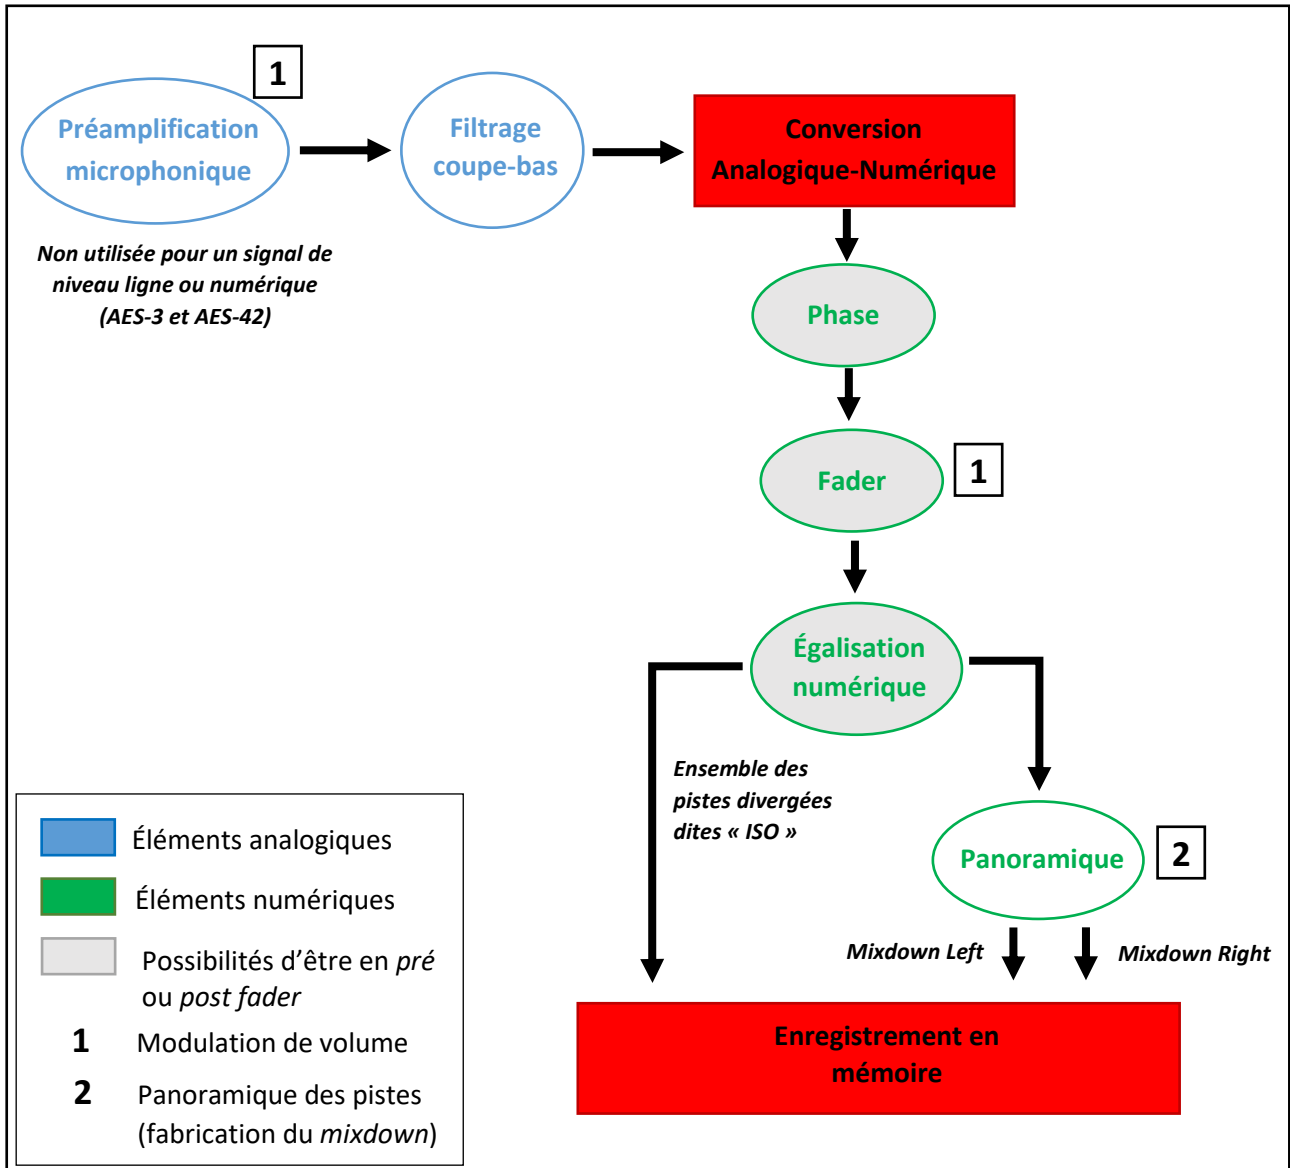 1
Préamplification
microphonique
Filtrage
coupe-bas
Conversion
Analogique-Numérique
Non utilisée pour un signal de
niveau ligne ou numérique
(AES-3 et AES-42)
Phase
Fader
1
Égalisation
numérique
Ensemble des
pistes divergées
dites « ISO »
Panoramique
2
Mixdown Left
Mixdown Right
Enregistrement en
mémoire
Éléments analogiques
Éléments numériques
Possibilités d’être en pré
ou post fader
1 Modulation de volume
2 Panoramique des pistes
(fabrication du mixdown)